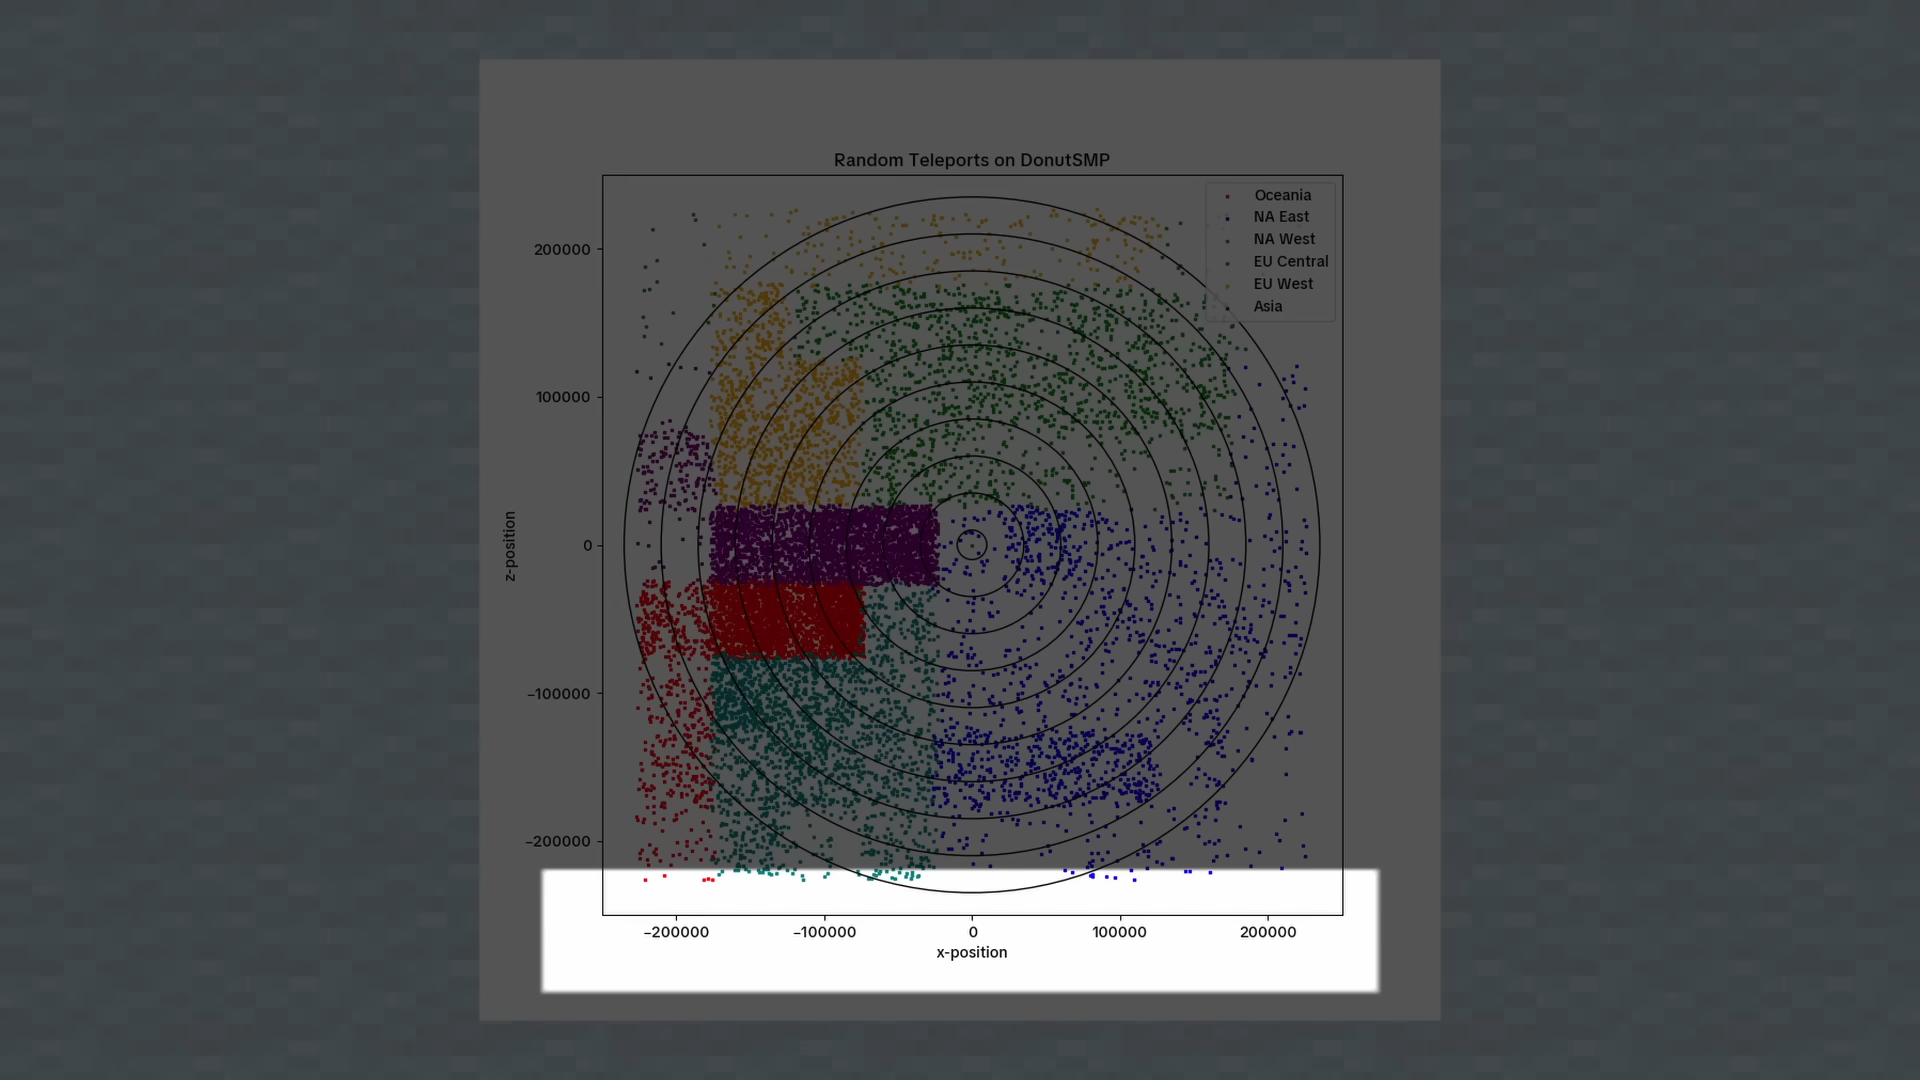 Random Teleports on DonutSMP
Oceania
NA East
NA West
EU Central
EU West
Asia
200000
100000
0
−100000
−200000
z-position
−200000
−100000
0
100000
200000
x-position